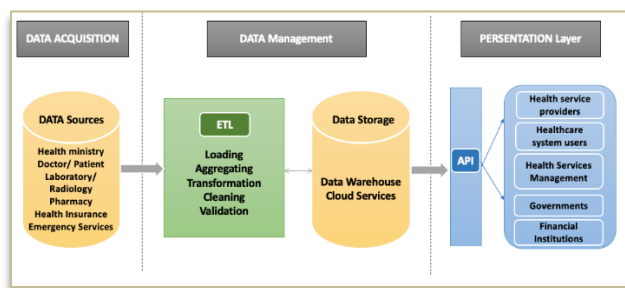 DATA ACQUISITION
DATA Management
PERSENTATION Layer
DATA Sources
Health ministry
Doctor/ Patient
Laboratory/
Radiology
Pharmacy
Health Insurance
Emergency Services
ETL
Loading
Aggregating
Transformation
Cleaning
Validation
Data Storage
Data Warehouse
Cloud Services
API
Health service
providers
Healthcare
system users
Health Services
Management
Governments
Financial
Institutions